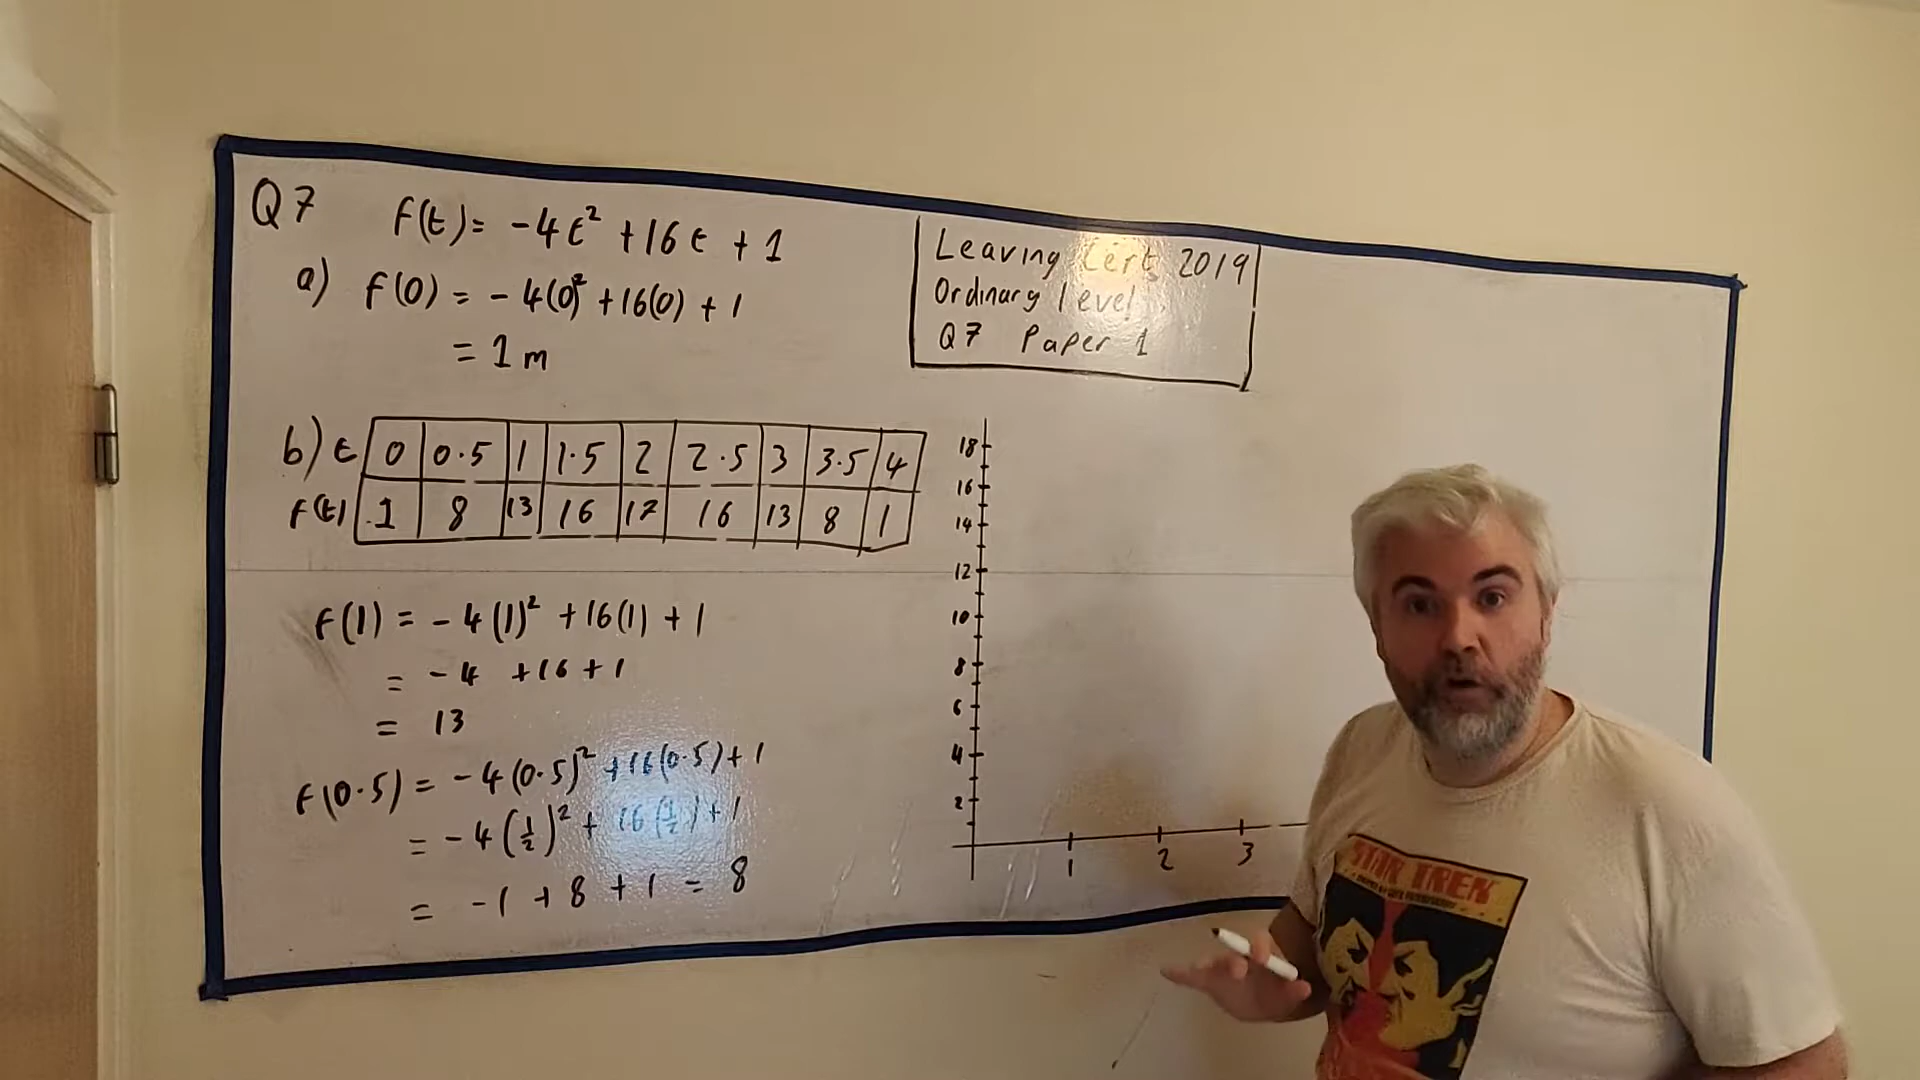 Q7 f(t) = -4t² + 16t + 1
a) f(0) = -4(0)² + 16(0) + 1
= 1m
Leaving Cert 2019
Ordinary Level
Q7 Paper 1
b) t 0 0.5 1 1.5 2 2.5 3 3.5 4
f(t) 1 8 13 16 17 16 13 8 1
f(1) = -4(1)² + 16(1) + 1
= -4 + 16 + 1
= 13
f(0.5) = -4(0.5)² + 16(0.5) + 1
= -4(½)² + 16(½) + 1
= -1 + 8 + 1 = 8
18
16
14
12
10
8
6
4
2
1 2 3
STAR TREK